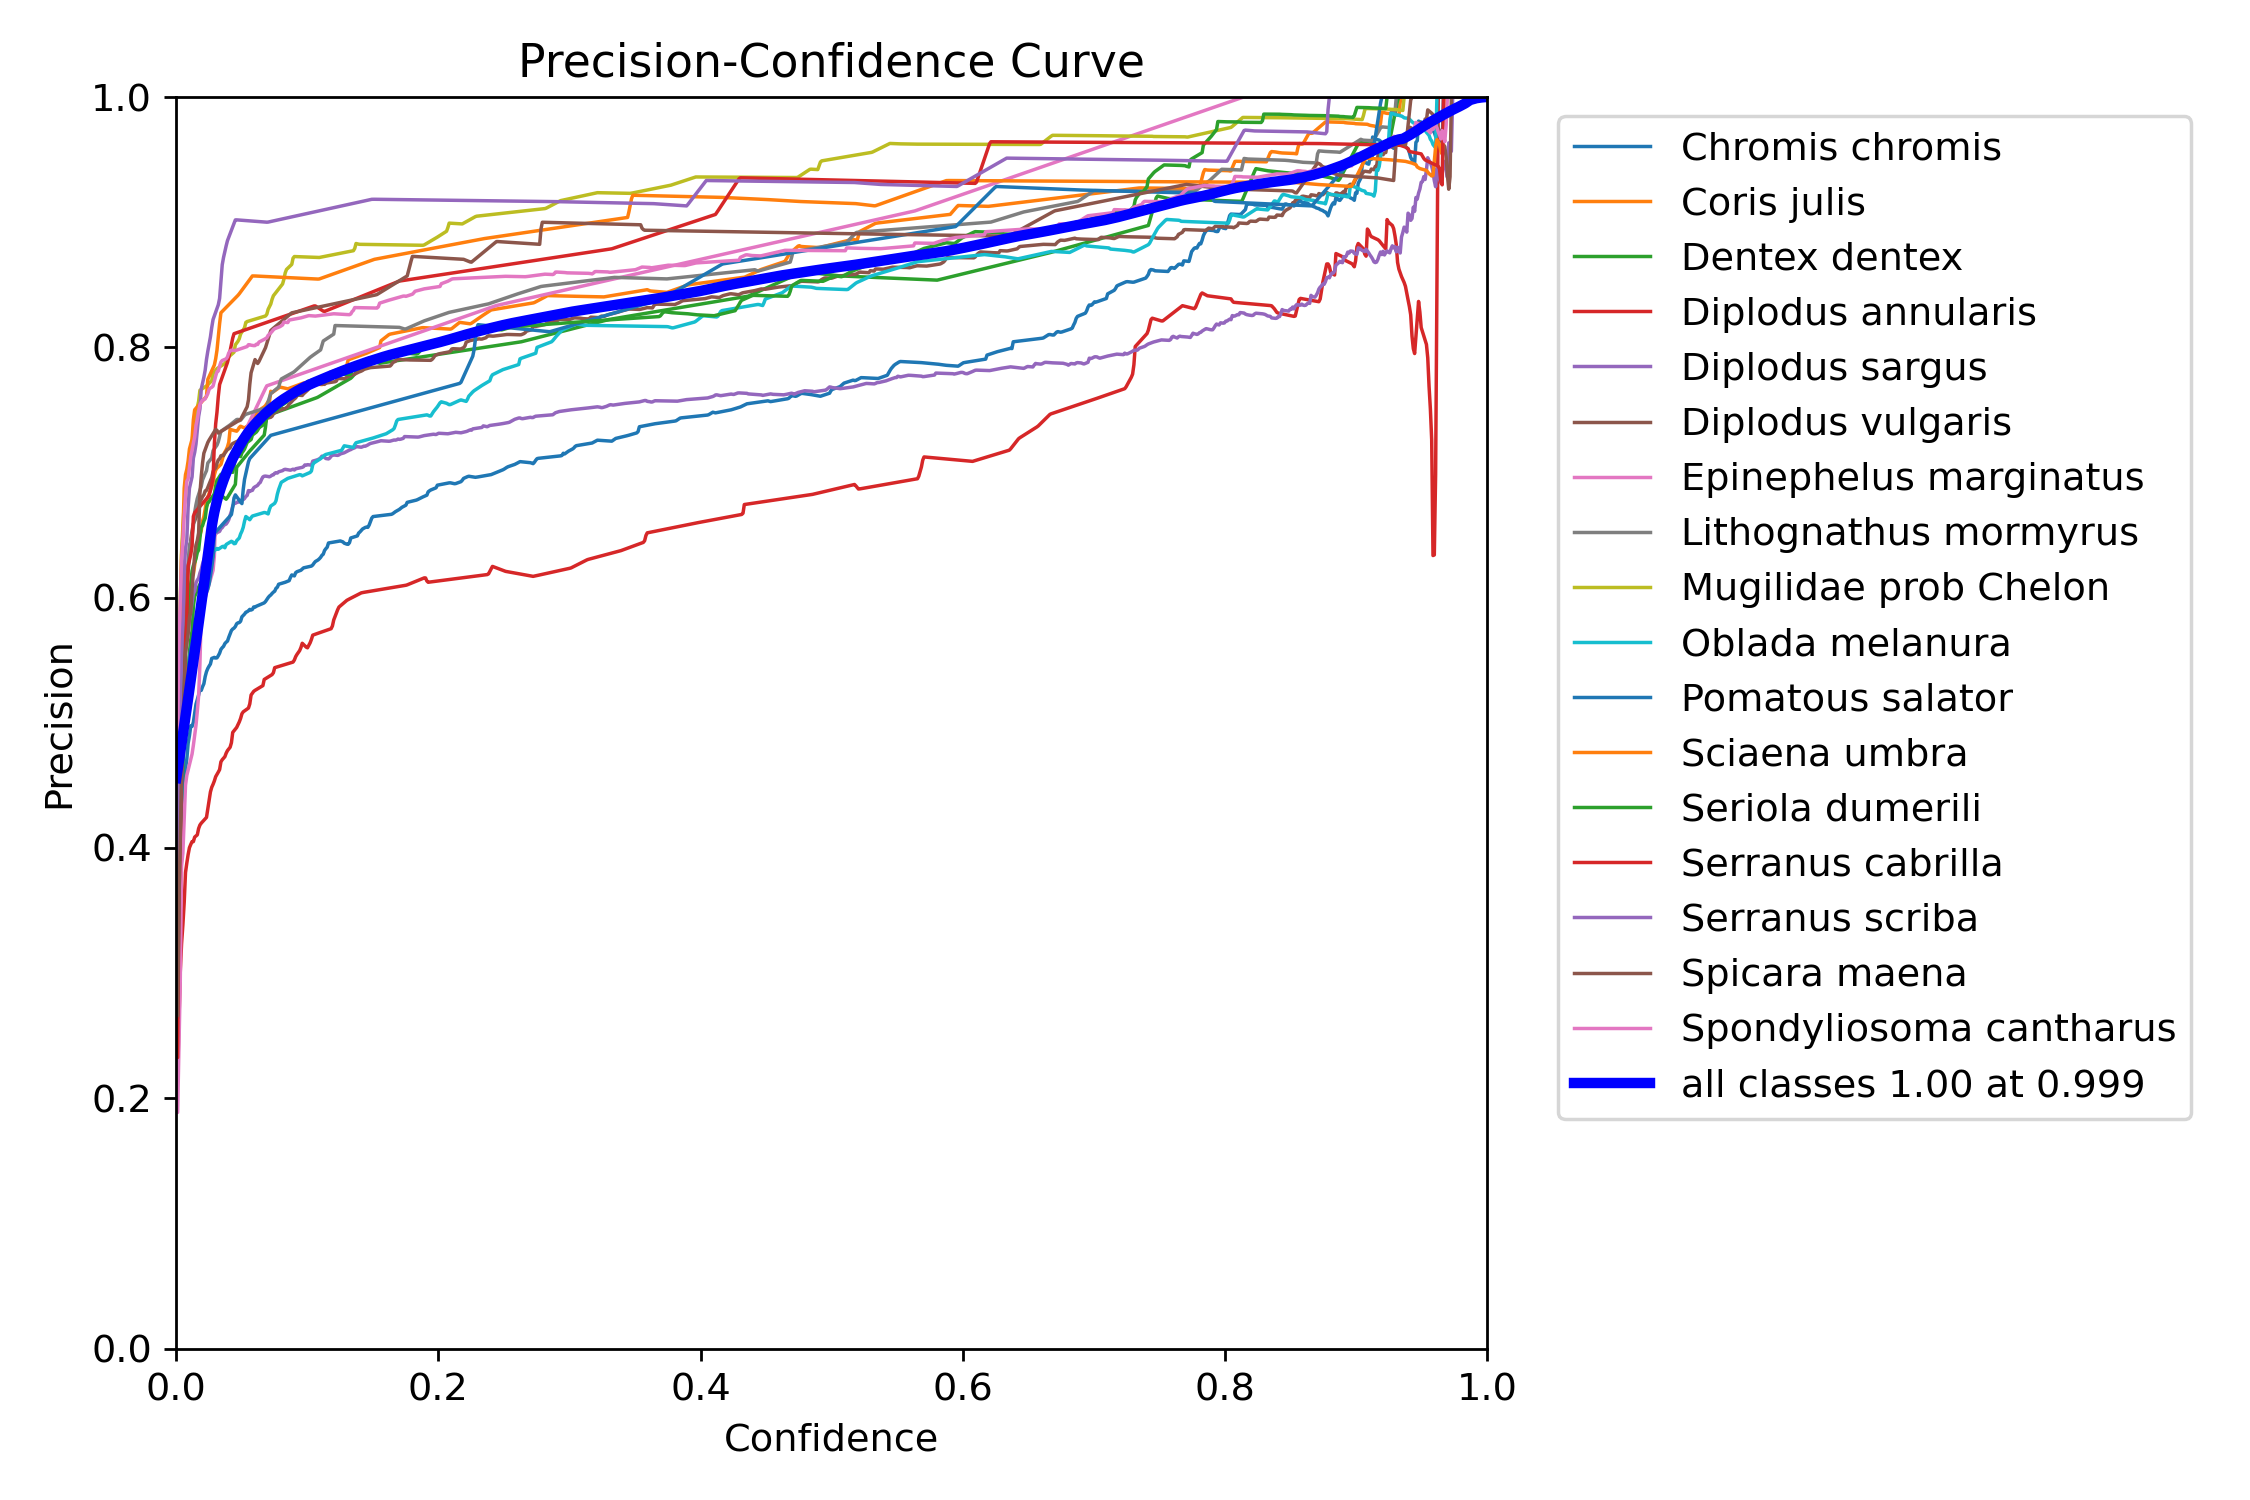 Precision-Confidence Curve
1.0
0.8
0.6
0.4
0.2
0.0
Precision
0.0 0.2 0.4 0.6 0.8 1.0
Confidence
Chromis chromis
Coris julis
Dentex dentex
Diplodus annularis
Diplodus sargus
Diplodus vulgaris
Epinephelus marginatus
Lithognathus mormyrus
Mugilidae prob Chelon
Oblada melanura
Pomatous salator
Sciaena umbra
Seriola dumerili
Serranus cabrilla
Serranus scriba
Spicara maena
Spondyliosoma cantharus
all classes 1.00 at 0.999